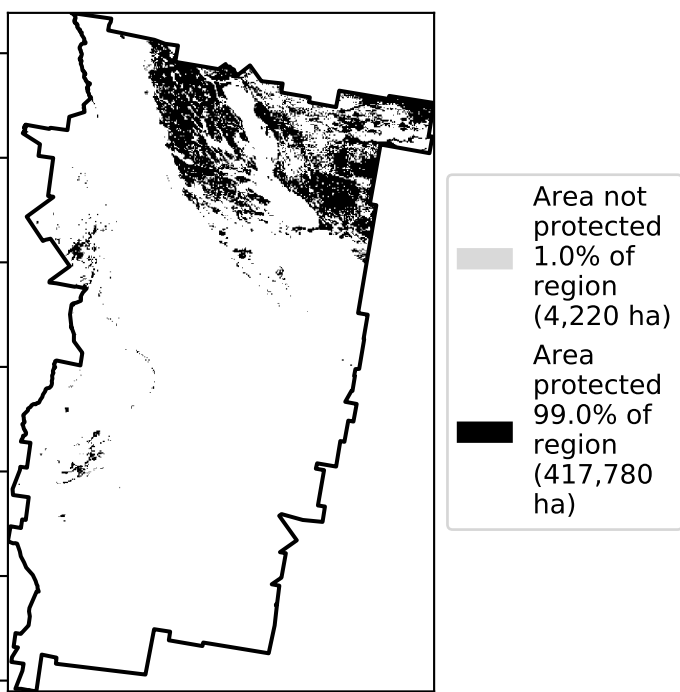 Area not
protected
1.0% of
region
(4,220 ha)
Area
protected
99.0% of
region
(417,780
ha)